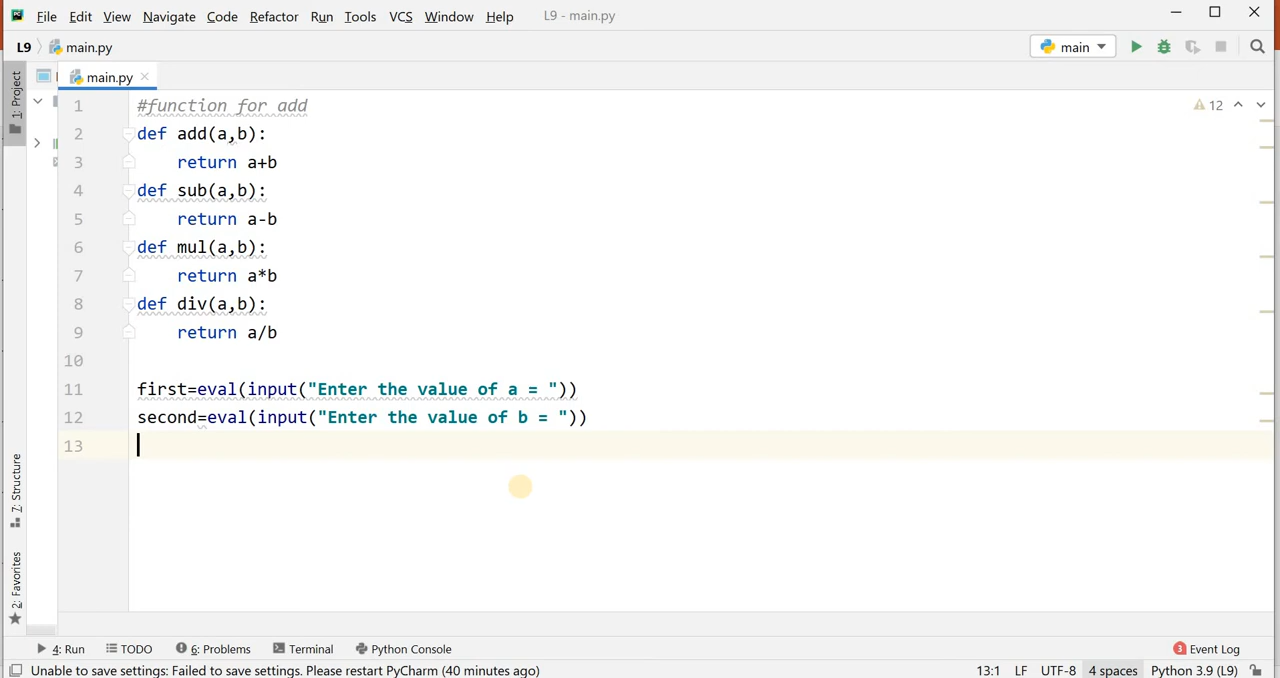 File Edit View Navigate Code Refactor Run Tools VCS Window Help L9 - main.py
L9 main.py main
1: Project main.py
1 #function for add 12
2 def add(a,b):
3 return a+b
4 def sub(a,b):
5 return a-b
6 def mul(a,b):
7 return a*b
8 def div(a,b):
9 return a/b
10
11 first=eval(input("Enter the value of a = "))
12 second=eval(input("Enter the value of b = "))
13
7: Structure
2: Favorites
4: Run TODO 6: Problems Terminal Python Console 3 Event Log
Unable to save settings: Failed to save settings. Please restart PyCharm (40 minutes ago) 13:1 LF UTF-8 4 spaces Python 3.9 (L9)